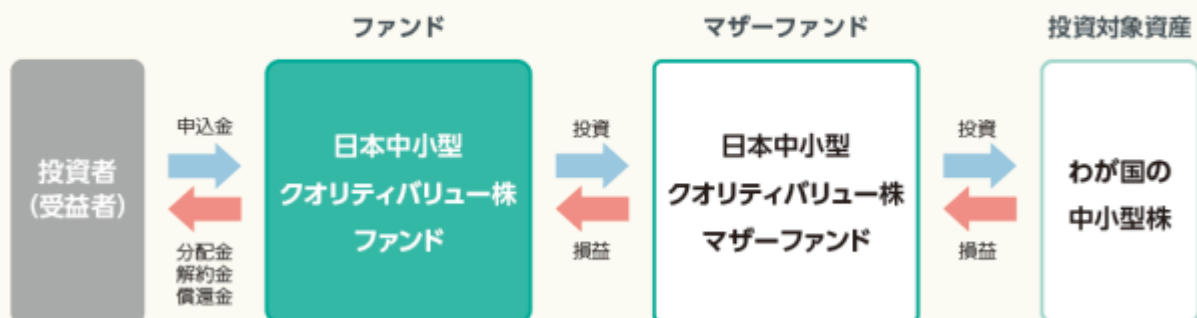 ファンド
マザーファンド
投資対象資産
投資者
（受益者）
申込金
分配金
解約金
償還金
日本中小型
クオリティバリュー株
ファンド
投資
損益
日本中小型
クオリティバリュー株
マザーファンド
投資
損益
わが国の
中小型株